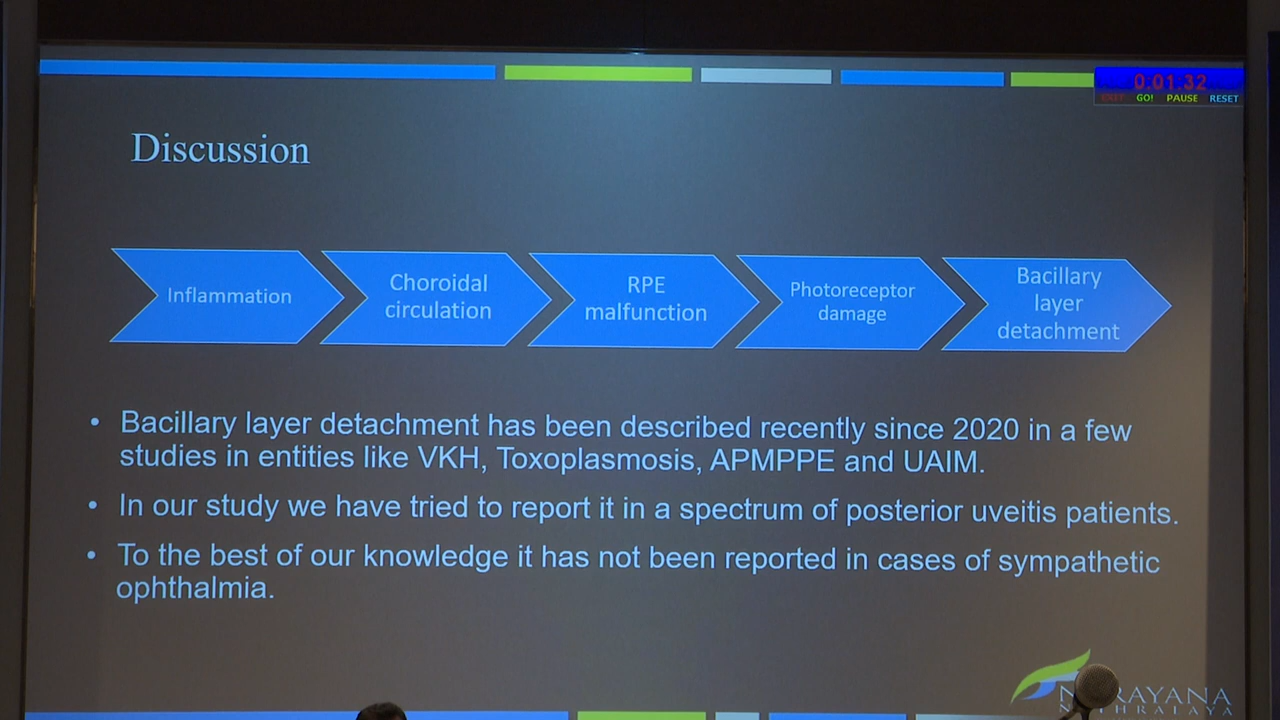 0:01:32
EXIT GO! PAUSE RESET
Discussion
Inflammation
Choroidal
circulation
RPE
malfunction
Photoreceptor
damage
Bacillary
layer
detachment
• Bacillary layer detachment has been described recently since 2020 in a few
studies in entities like VKH, Toxoplasmosis, APMPPE and UAIM.
• In our study we have tried to report it in a spectrum of posterior uveitis patients.
• To the best of our knowledge it has not been reported in cases of sympathetic
ophthalmia.